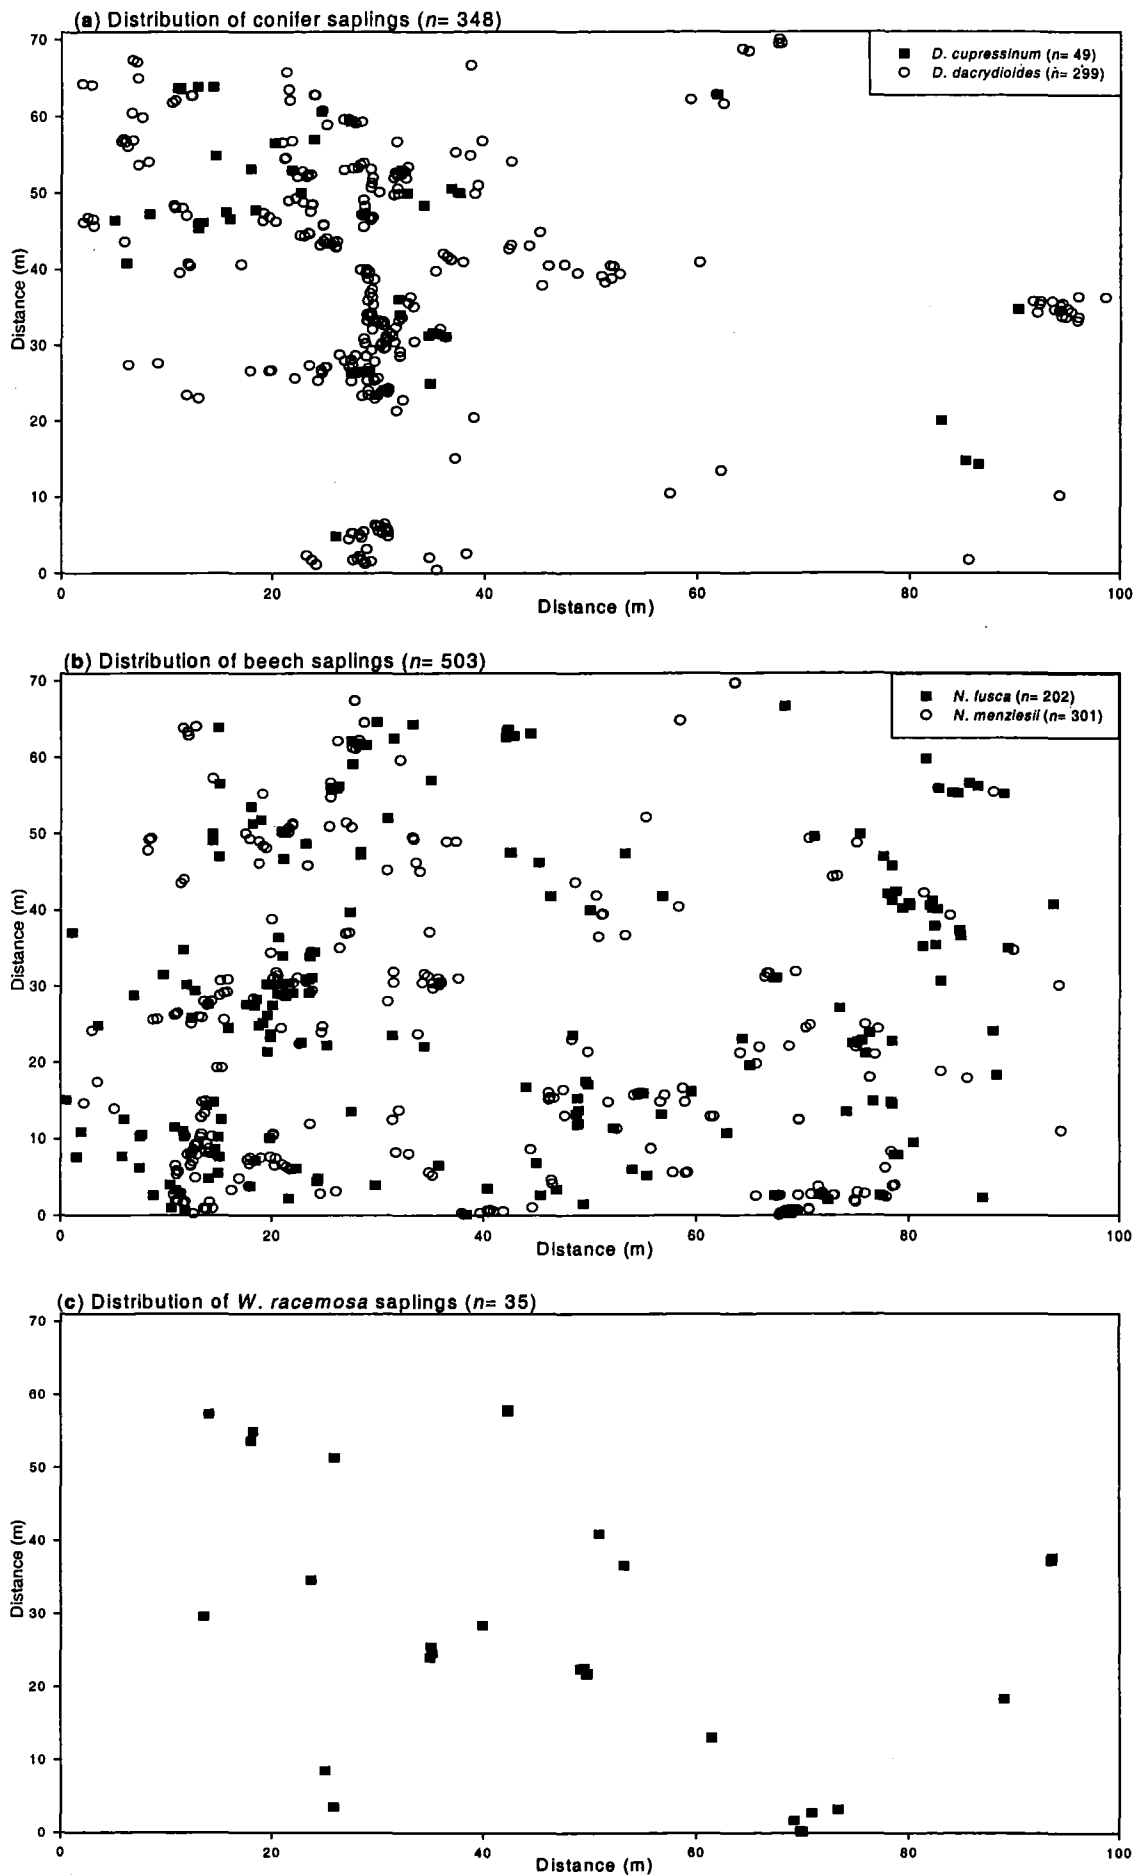 (a) Distribution of conifer saplings (n= 348)
70
60
50
40
30
20
10
0
Distance (m)
D. cupressinum (n= 49)
D. dacrydioides (n= 299)
0 20 40 60 80 100
Distance (m)
(b) Distribution of beech saplings (n= 503)
70
60
50
40
30
20
10
0
Distance (m)
N. fusca (n= 202)
N. menziesii (n= 301)
0 20 40 60 80 100
Distance (m)
(c) Distribution of W. racemosa saplings (n= 35)
70
60
50
40
30
20
10
0
Distance (m)
0 20 40 60 80 100
Distance (m)